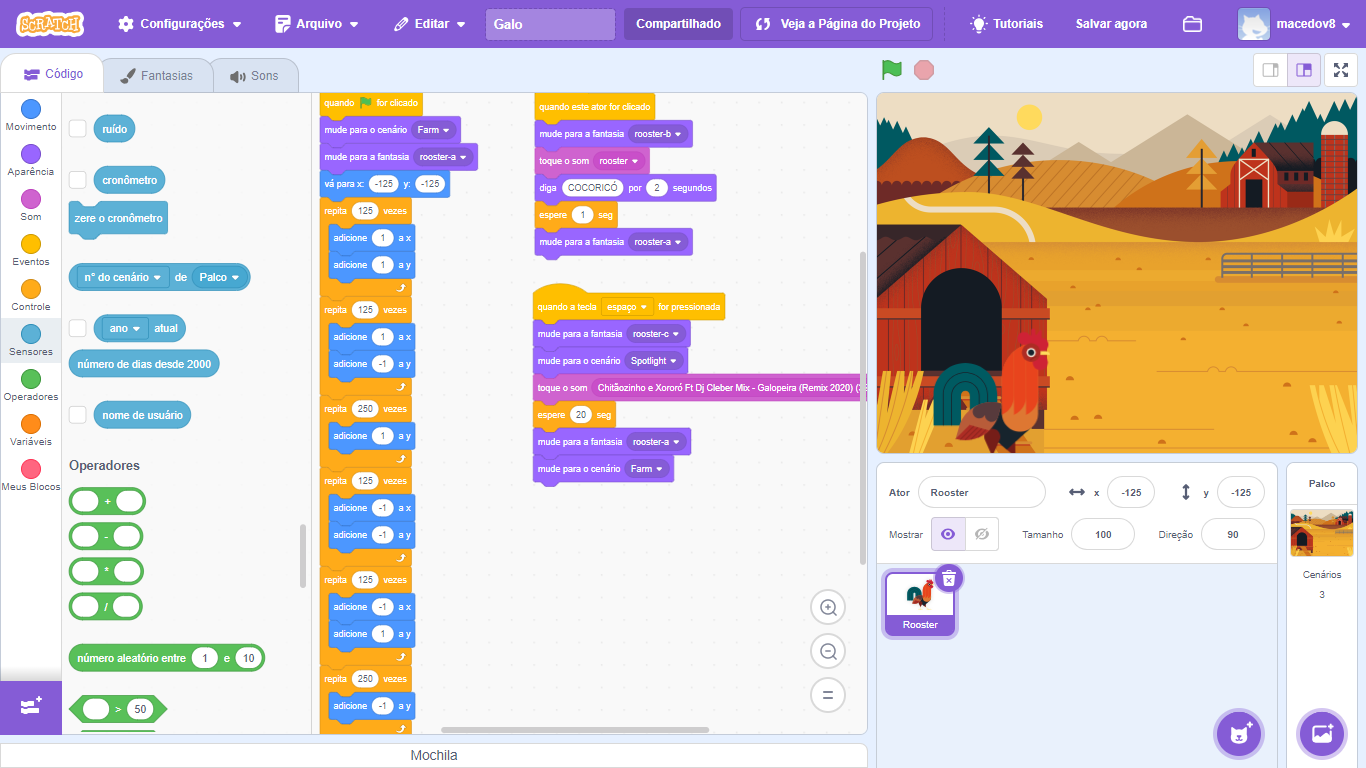 SCRATCH
Configurações
Arquivo
Editar
Galo
Compartilhado
Veja a Página do Projeto
Tutoriais
Salvar agora
macedov8
Código
Fantasias
Sons
Movimento
Aparência
Som
Eventos
Controle
Sensores
Operadores
Variáveis
Meus Blocos
ruído
cronômetro
zere o cronômetro
n° do cenário de Palco
ano atual
número de dias desde 2000
nome de usuário
Operadores
+
-
*
/
número aleatório entre 1 e 10
> 50
quando for clicado
mude para o cenário Farm
mude para a fantasia rooster-a
vá para x: -125 y: -125
repita 125 vezes
adicione 1 a x
adicione 1 a y
repita 125 vezes
adicione 1 a x
adicione -1 a y
repita 250 vezes
adicione 1 a y
repita 125 vezes
adicione -1 a x
adicione -1 a y
repita 125 vezes
adicione -1 a x
adicione 1 a y
repita 250 vezes
adicione -1 a y
quando este ator for clicado
mude para a fantasia rooster-b
toque o som rooster
diga COCORICÓ por 2 segundos
espere 1 seg
mude para a fantasia rooster-a
quando a tecla espaço for pressionada
mude para a fantasia rooster-c
mude para o cenário Spotlight
toque o som Chitãozinho e Xororó Ft Dj Cleber Mix - Galopeira (Remix 2020)
espere 20 seg
mude para a fantasia rooster-a
mude para o cenário Farm
Mochila
Ator Rooster x -125 y -125
Mostrar Tamanho 100 Direção 90
Rooster
Palco
Cenários
3